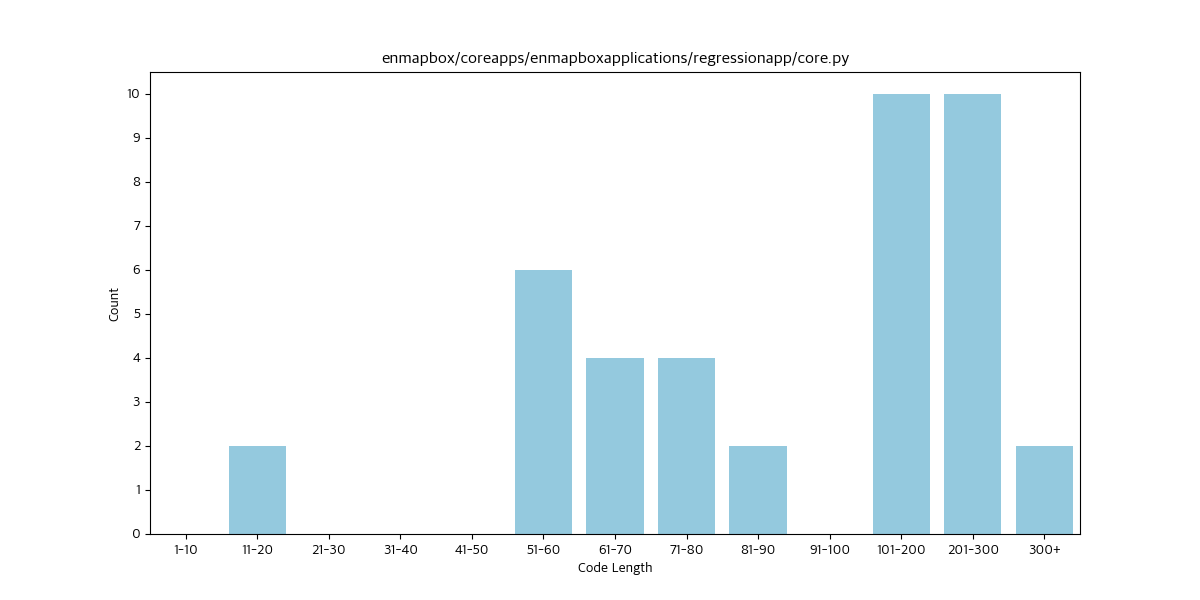 enmapbox/coreapps/enmapboxapplications/regressionapp/core.py
10
9
8
7
6
5
4
3
2
1
0
Count
1-10 11-20 21-30 31-40 41-50 51-60 61-70 71-80 81-90 91-100 101-200 201-300 300+
Code Length